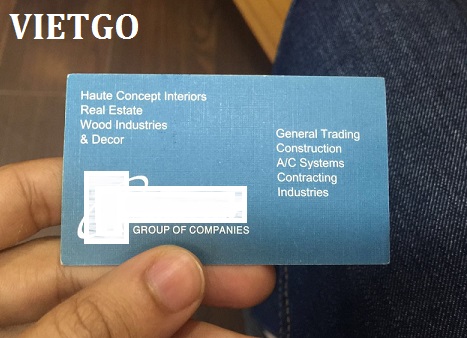 VIETGO
Haute Concept Interiors
Real Estate
Wood Industries
& Decor
General Trading
Construction
A/C Systems
Contracting
Industries
GROUP OF COMPANIES